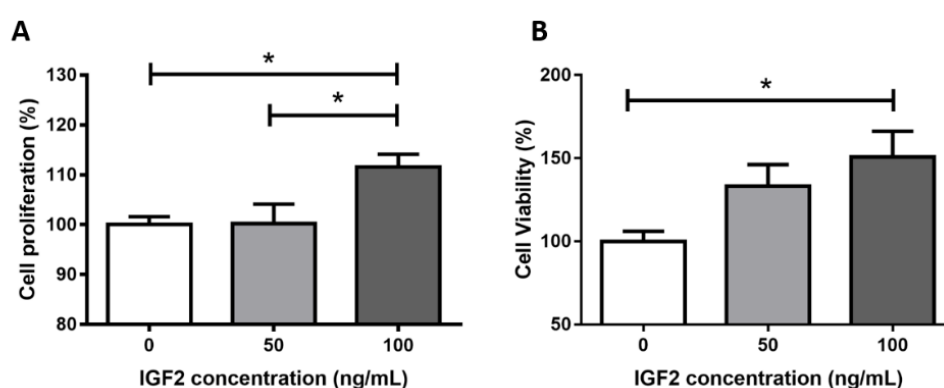 A
Cell proliferation (%)
130
120
110
100
90
80
*
*
0 50 100
IGF2 concentration (ng/mL)
B
Cell Viability (%)
200
150
100
50
*
0 50 100
IGF2 concentration (ng/mL)